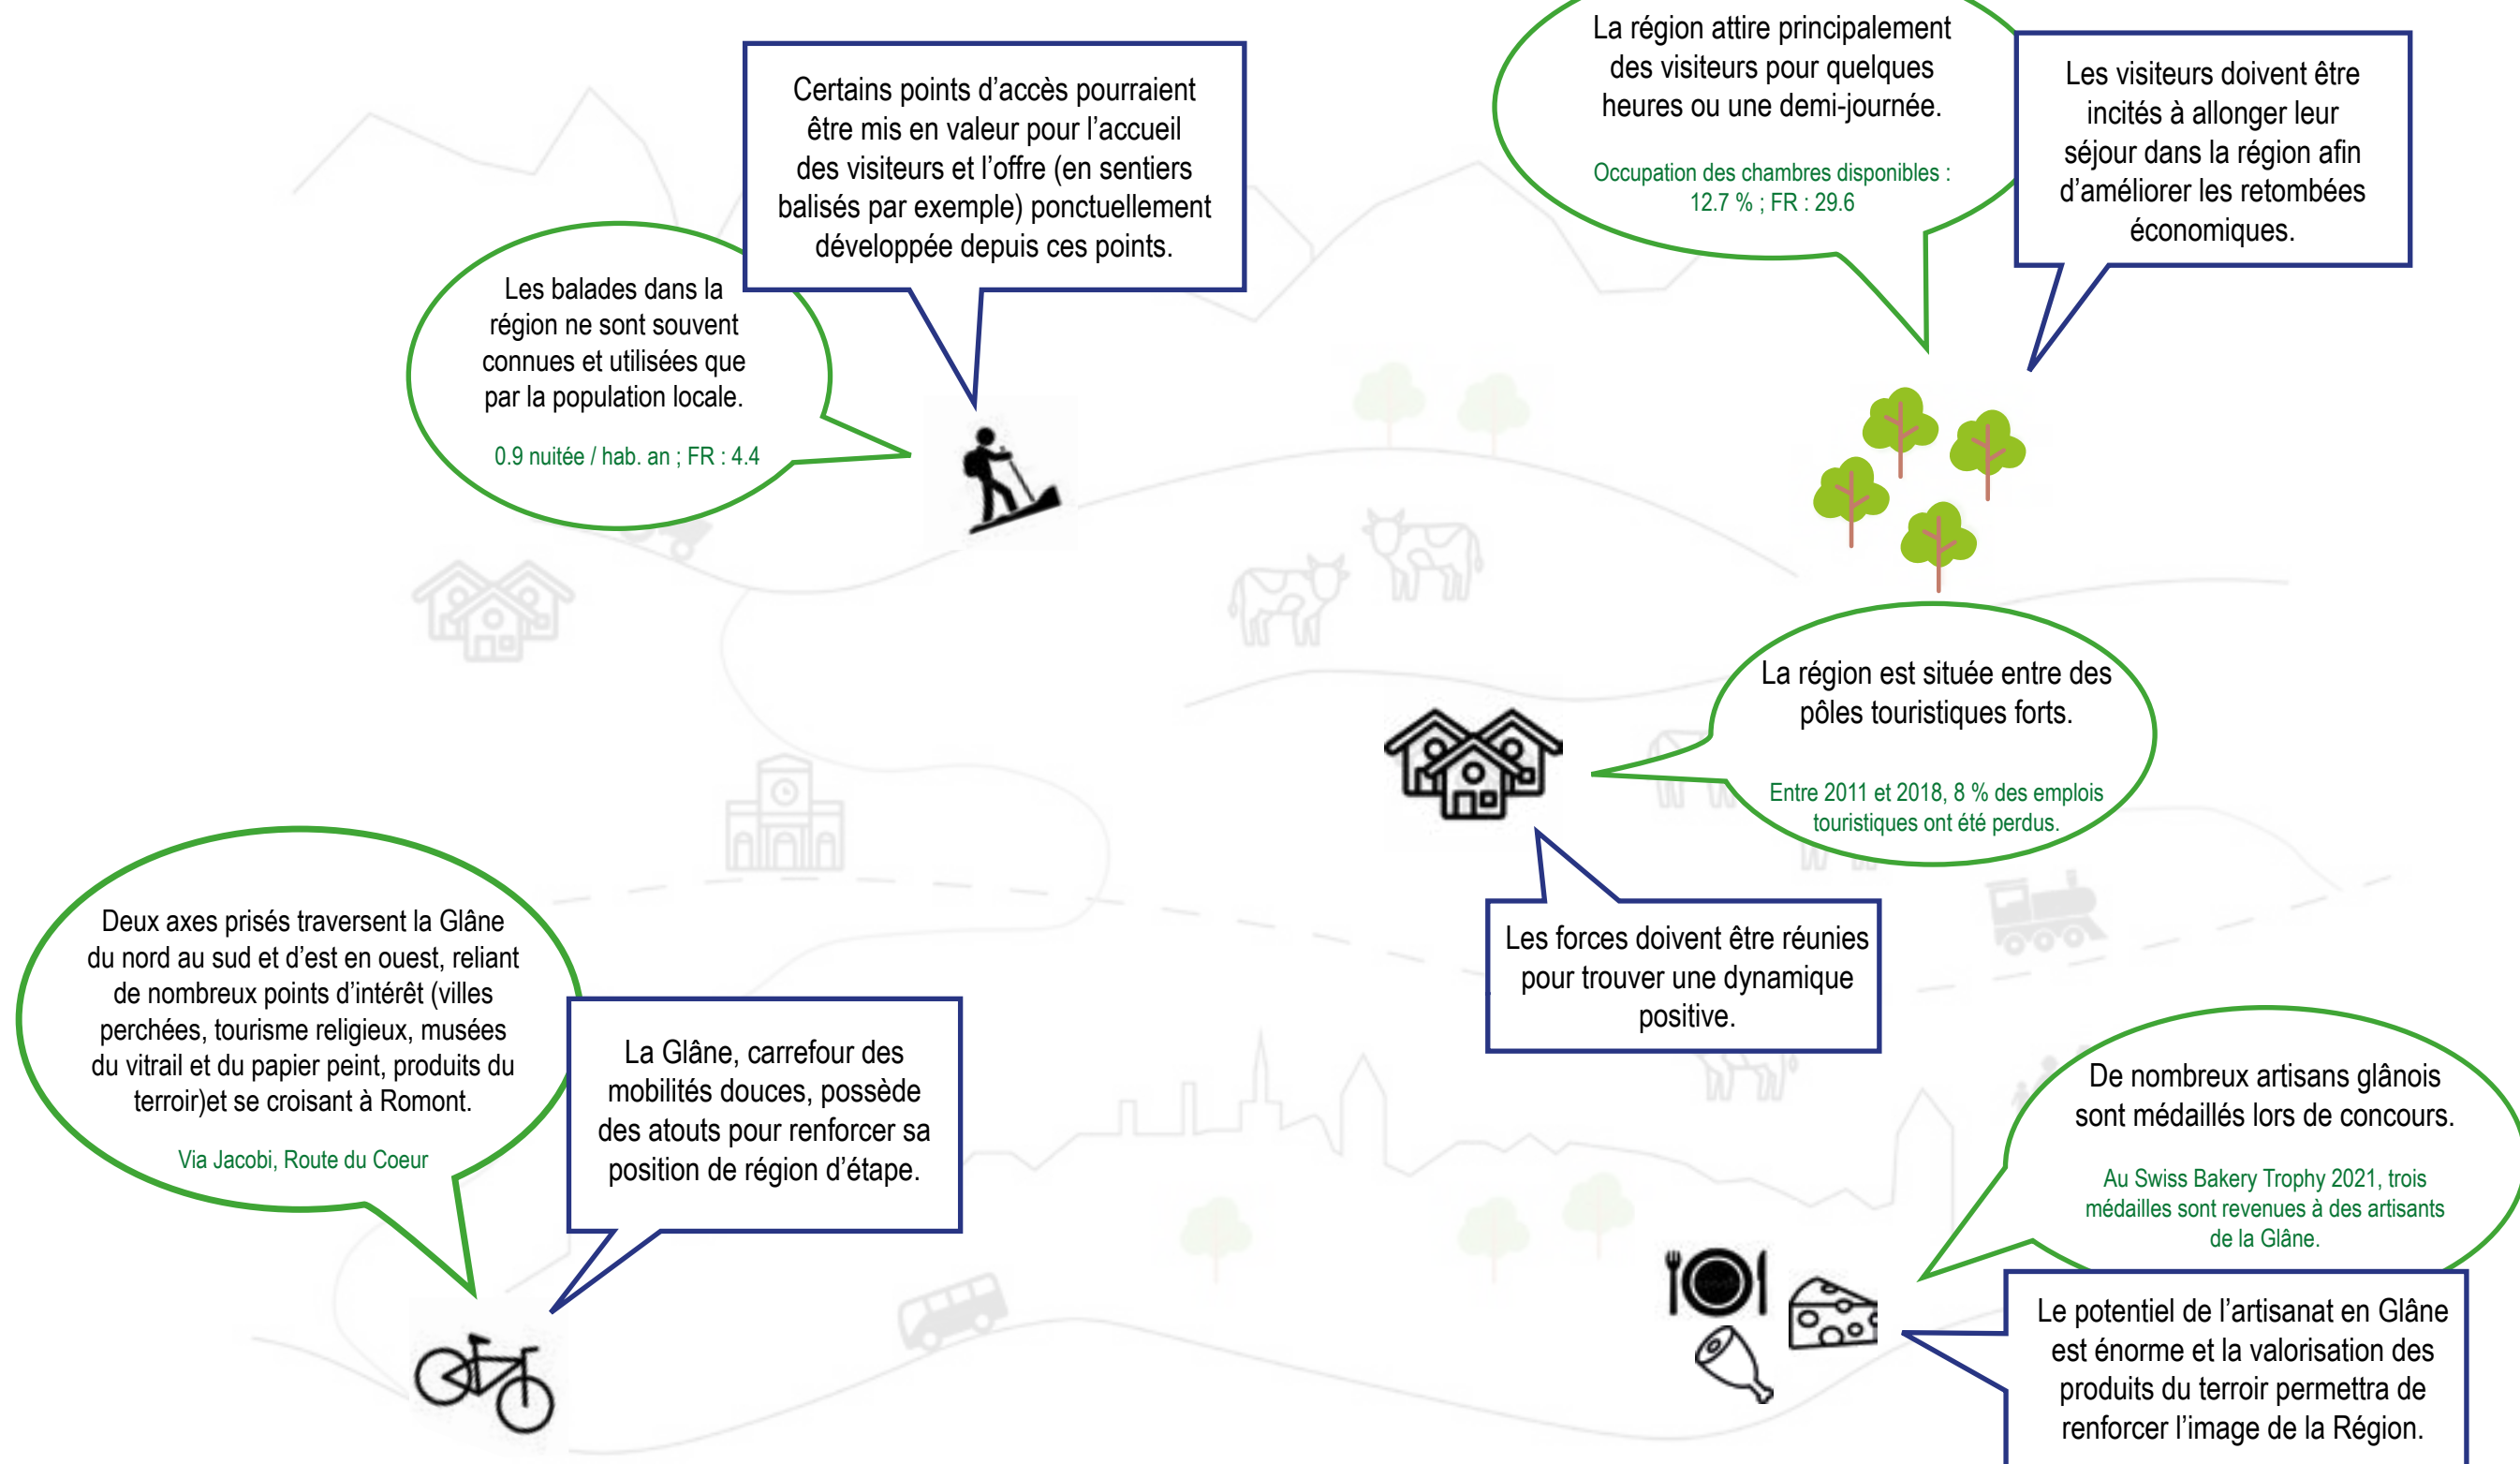 La région attire principalement
des visiteurs pour quelques
heures ou une demi-journée.
Occupation des chambres disponibles :
12.7 % ; FR : 29.6
Les visiteurs doivent être
incités à allonger leur
séjour dans la région afin
d'améliorer les retombées
économiques.
Certains points d'accès pourraient
être mis en valeur pour l'accueil
des visiteurs et l'offre (en sentiers
balisés par exemple) ponctuellement
développée depuis ces points.
Les balades dans la
région ne sont souvent
connues et utilisées que
par la population locale.
0.9 nuitée / hab. an ; FR : 4.4
La région est située entre des
pôles touristiques forts.
Entre 2011 et 2018, 8 % des emplois
touristiques ont été perdus.
Les forces doivent être réunies
pour trouver une dynamique
positive.
Deux axes prisés traversent la Glâne
du nord au sud et d'est en ouest, reliant
de nombreux points d'intérêt (villes
perchées, tourisme religieux, musées
du vitrail et du papier peint, produits du
terroir)et se croisant à Romont.
Via Jacobi, Route du Coeur
La Glâne, carrefour des
mobilités douces, possède
des atouts pour renforcer sa
position de région d'étape.
De nombreux artisans glânois
sont médaillés lors de concours.
Au Swiss Bakery Trophy 2021, trois
médailles sont revenues à des artisants
de la Glâne.
Le potentiel de l'artisanat en Glâne
est énorme et la valorisation des
produits du terroir permettra de
renforcer l'image de la Région.